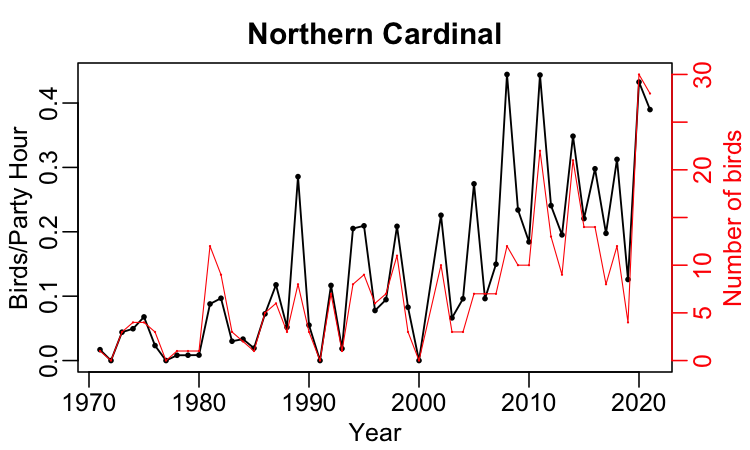 Northern Cardinal
Birds/Party Hour
0.0 0.1 0.2 0.3 0.4
1970 1980 1990 2000 2010 2020
Year
0 5 10 20 30
Number of birds